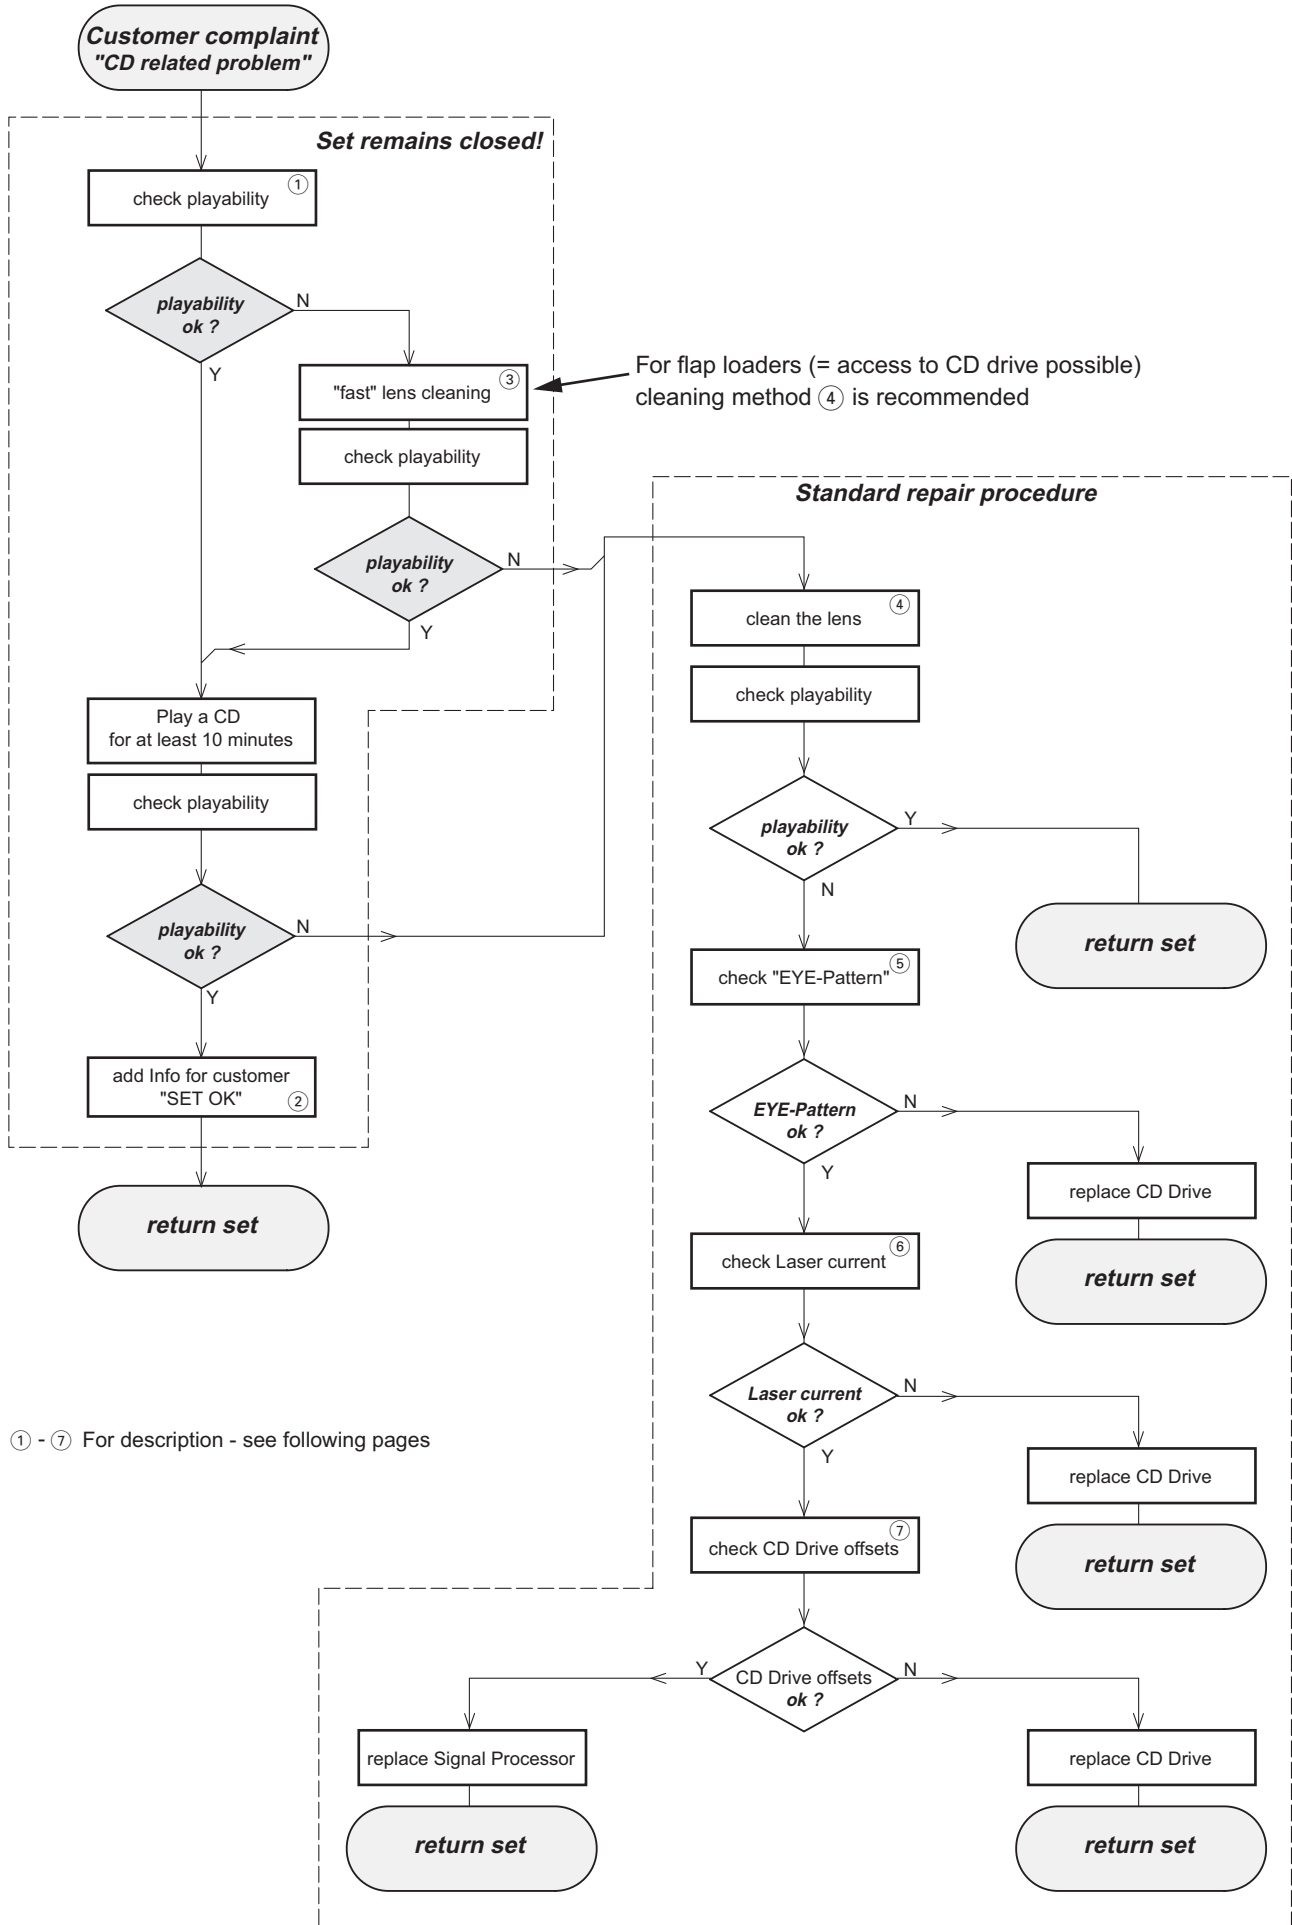 Customer complaint
"CD related problem"
Set remains closed!
check playability ①
playability
ok ?
N
Y
"fast" lens cleaning ③
For flap loaders (= access to CD drive possible)
cleaning method ④ is recommended
check playability
playability
ok ?
N
Y
Play a CD
for at least 10 minutes
check playability
playability
ok ?
N
Y
add Info for customer
"SET OK" ②
return set
Standard repair procedure
clean the lens ④
check playability
playability
ok ?
Y
N
return set
check "EYE-Pattern" ⑤
EYE-Pattern
ok ?
N
Y
replace CD Drive
return set
check Laser current ⑥
Laser current
ok ?
N
Y
replace CD Drive
return set
check CD Drive offsets ⑦
CD Drive offsets
ok ?
Y
N
replace Signal Processor
return set
replace CD Drive
return set
① - ⑦ For description - see following pages